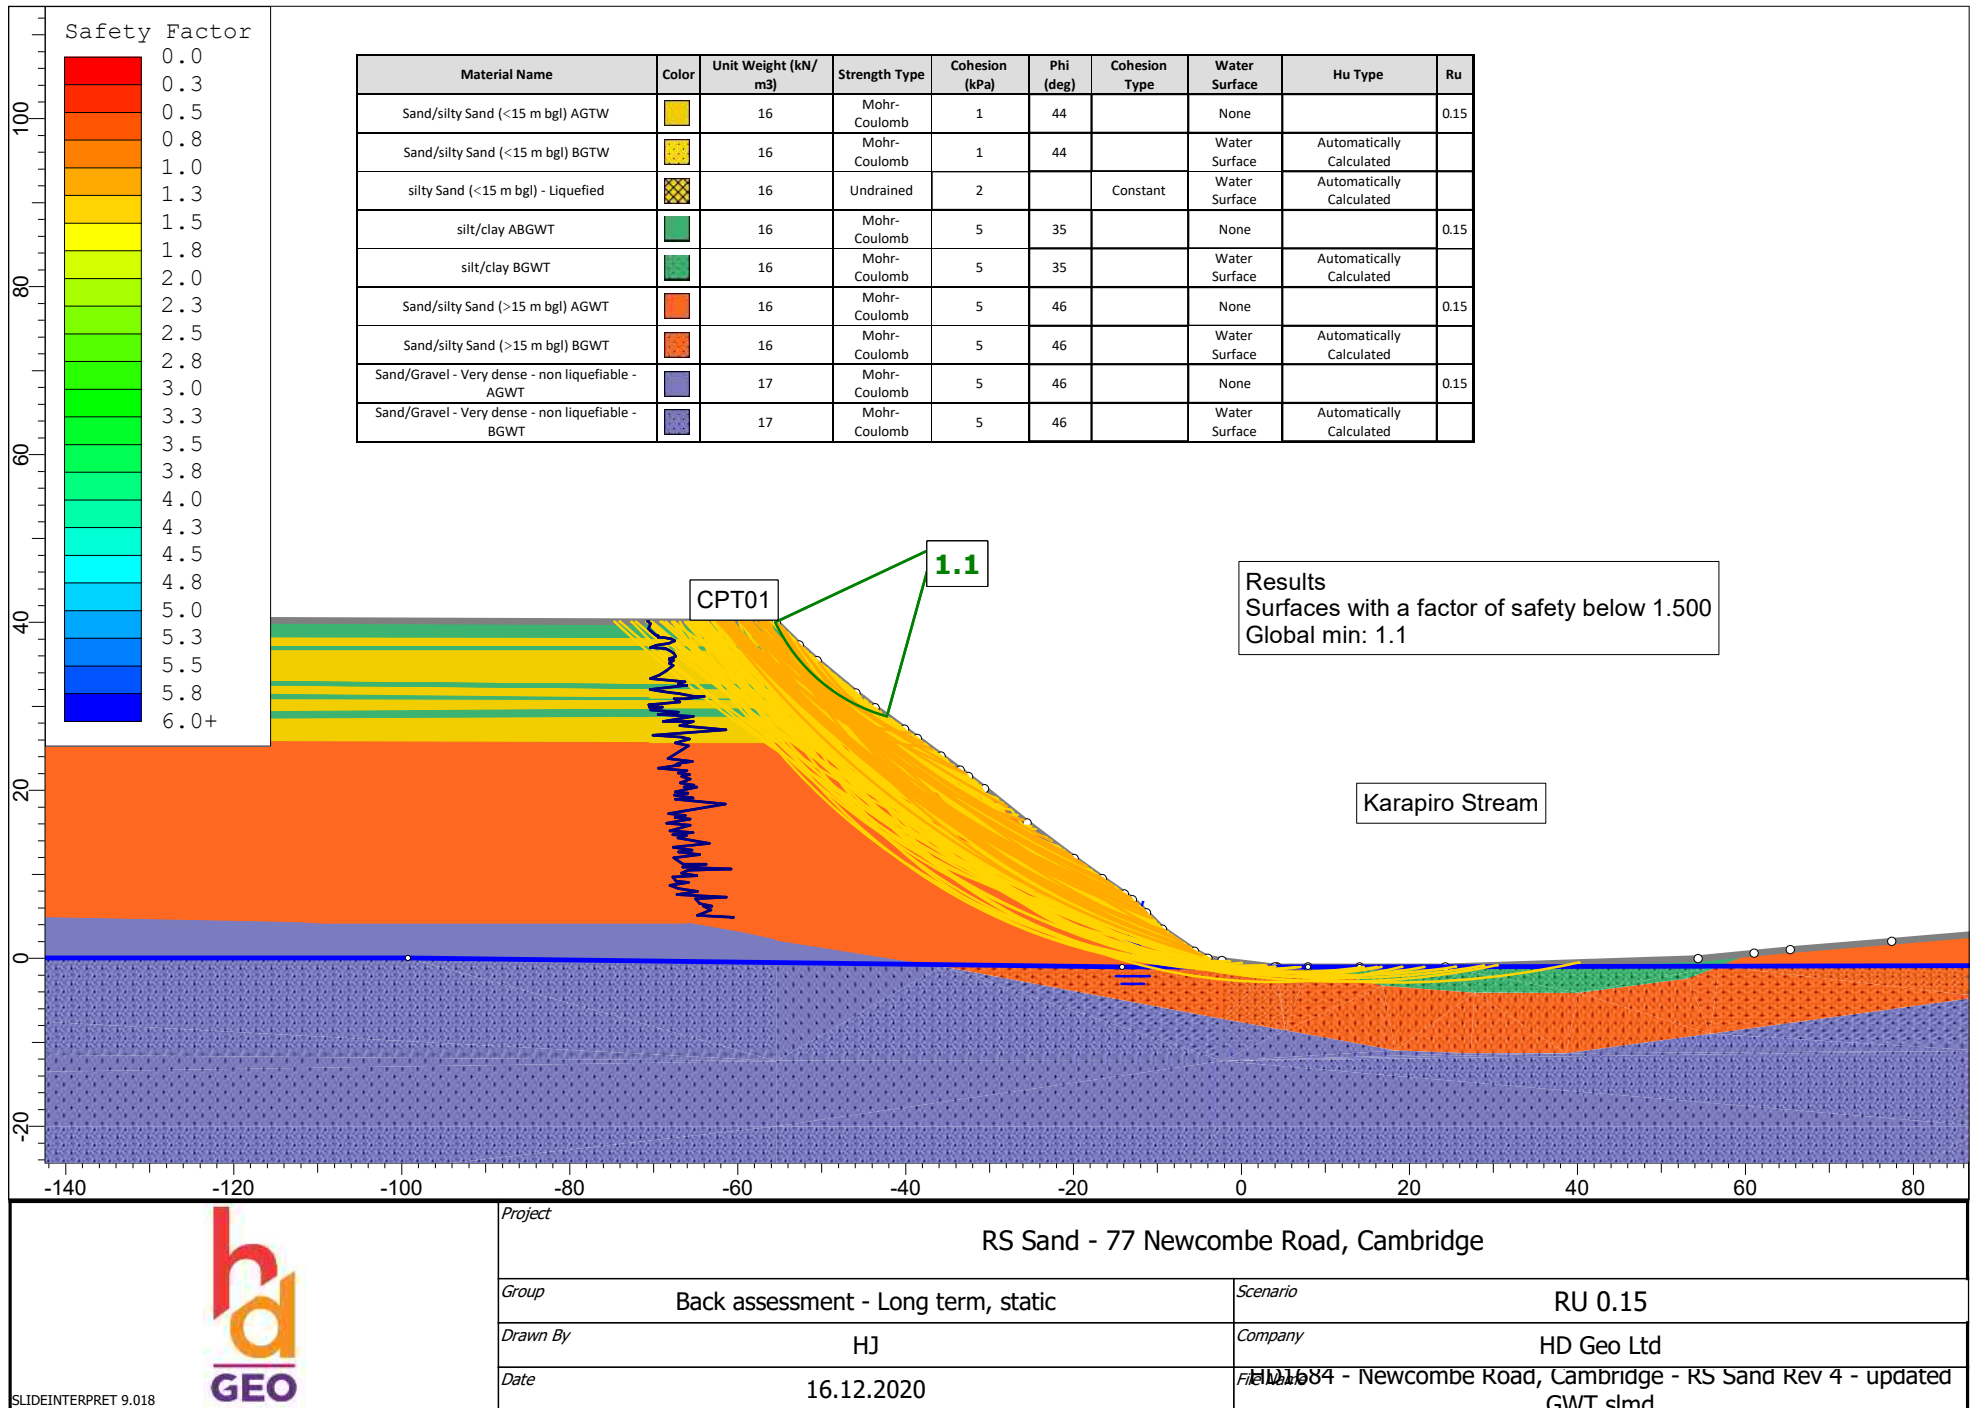 Safety Factor
0.0
0.3
0.5
0.8
1.0
1.3
1.5
1.8
2.0
2.3
2.5
2.8
3.0
3.3
3.5
3.8
4.0
4.3
4.5
4.8
5.0
5.3
5.5
5.8
6.0+
Material Name Color Unit Weight (kN/ m3) Strength Type Cohesion (kPa) Phi (deg) Cohesion Type Water Surface Hu Type Ru
Sand/silty Sand (<15 m bgl) AGTW 16 Mohr-Coulomb 1 44 None 0.15
Sand/silty Sand (<15 m bgl) BGTW 16 Mohr-Coulomb 1 44 Water Surface Automatically Calculated
silty Sand (<15 m bgl) - Liquefied 16 Undrained 2 Constant Water Surface Automatically Calculated
silt/clay ABGWT 16 Mohr-Coulomb 5 35 None 0.15
silt/clay BGWT 16 Mohr-Coulomb 5 35 Water Surface Automatically Calculated
Sand/silty Sand (>15 m bgl) AGWT 16 Mohr-Coulomb 5 46 None 0.15
Sand/silty Sand (>15 m bgl) BGWT 16 Mohr-Coulomb 5 46 Water Surface Automatically Calculated
Sand/Gravel - Very dense - non liquefiable - AGWT 17 Mohr-Coulomb 5 46 None 0.15
Sand/Gravel - Very dense - non liquefiable - BGWT 17 Mohr-Coulomb 5 46 Water Surface Automatically Calculated
100
80
60
40
20
0
-20
1.1
CPT01
Results
Surfaces with a factor of safety below 1.500
Global min: 1.1
Karapiro Stream
-140 -120 -100 -80 -60 -40 -20 0 20 40 60 80
hd
GEO
SLIDEINTERPRET 9.018
Project
RS Sand - 77 Newcombe Road, Cambridge
Group
Back assessment - Long term, static
Scenario
RU 0.15
Drawn By
HJ
Company
HD Geo Ltd
Date
16.12.2020
File Name
HD1684 - Newcombe Road, Cambridge - RS Sand Rev 4 - updated
GWT.slmd